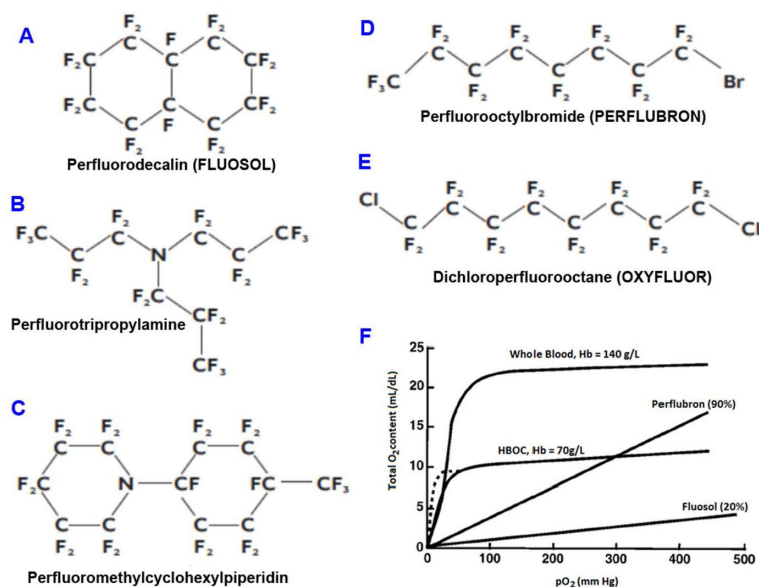 A
F₂ F₂
C F C
F₂C C CF₂
F₂C C CF₂
C F C
F₂ F₂
Perfluorodecalin (FLUOSOL)
B
F₂ F₂
F₃C C C CF₃
C N C
F₂ F₂
F₂C
CF₂
CF₃
Perfluorotripropylamine
C
F₂ F₂ F₂ F₂
C C C C
F₂C N CF FC CF₃
C C C C
F₂ F₂ F₂ F₂
Perfluoromethylcyclohexylpiperidin
D
F₂ F₂ F₂ F₂
C C C C
F₃C C C C Br
F₂ F₂ F₂
Perfluorooctylbromide (PERFLUBRON)
E
Cl F₂ F₂ F₂ F₂
C C C C
C C C C Cl
F₂ F₂ F₂ F₂
Dichloroperfluorooctane (OXYFLUOR)
F
Total O₂content (mL/dL)
25
20
15
10
5
0
Whole Blood, Hb = 140 g/L
Perflubron (90%)
HBOC, Hb = 70g/L
Fluosol (20%)
0 100 200 300 400 500
pO₂ (mm Hg)